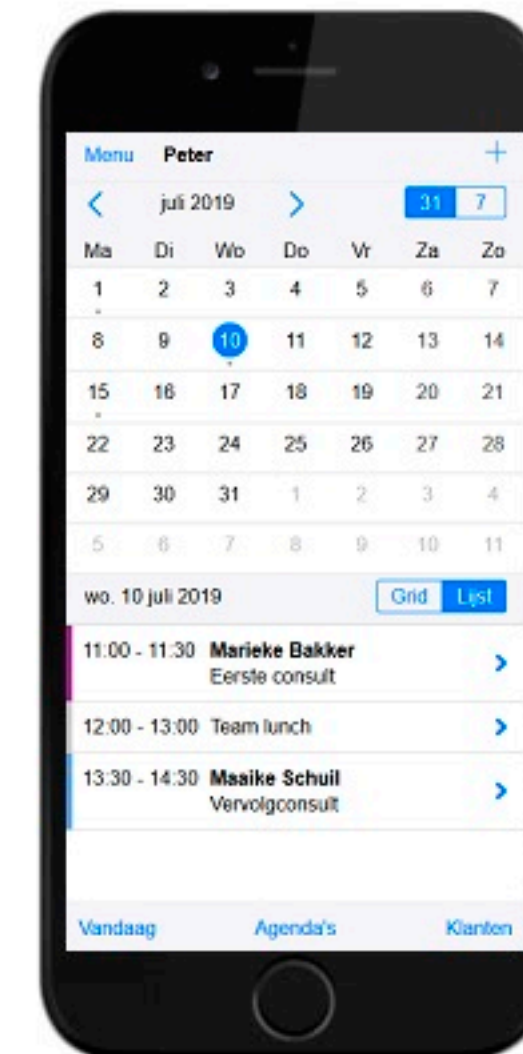 Menu Peter +
< juli 2019 > 31 7
Ma Di Wo Do Vr Za Zo
1 2 3 4 5 6 7
8 9 10 11 12 13 14
15 16 17 18 19 20 21
22 23 24 25 26 27 28
29 30 31 1 2 3 4
5 6 7 8 9 10 11
wo. 10 juli 2019 Grid Lijst
11:00 - 11:30 Marieke Bakker
Eerste consult
12:00 - 13:00 Team lunch
13:30 - 14:30 Maaike Schuil
Vervolgconsult
Vandaag Agenda's Klanten